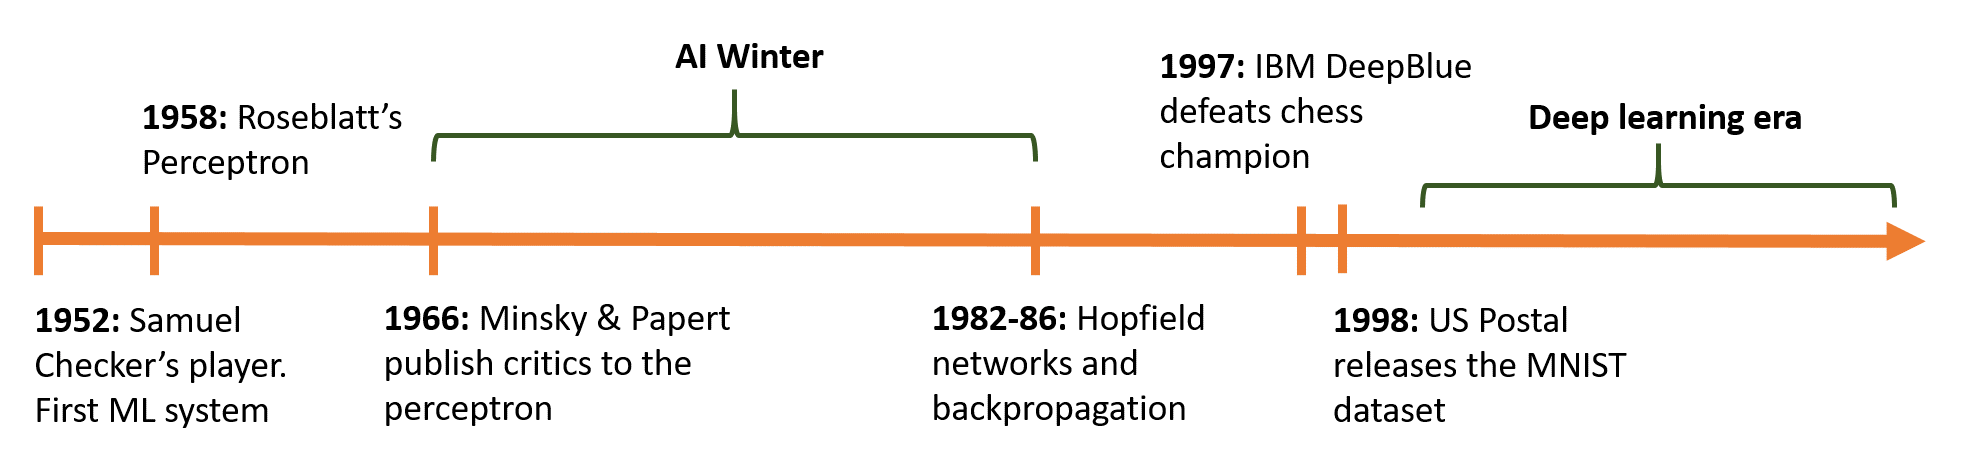 AI Winter
1997: IBM DeepBlue
defeats chess
champion
1958: Roseblatt’s
Perceptron
Deep learning era
1952: Samuel
Checker’s player.
First ML system
1966: Minsky & Papert
publish critics to the
perceptron
1982-86: Hopfield
networks and
backpropagation
1998: US Postal
releases the MNIST
dataset